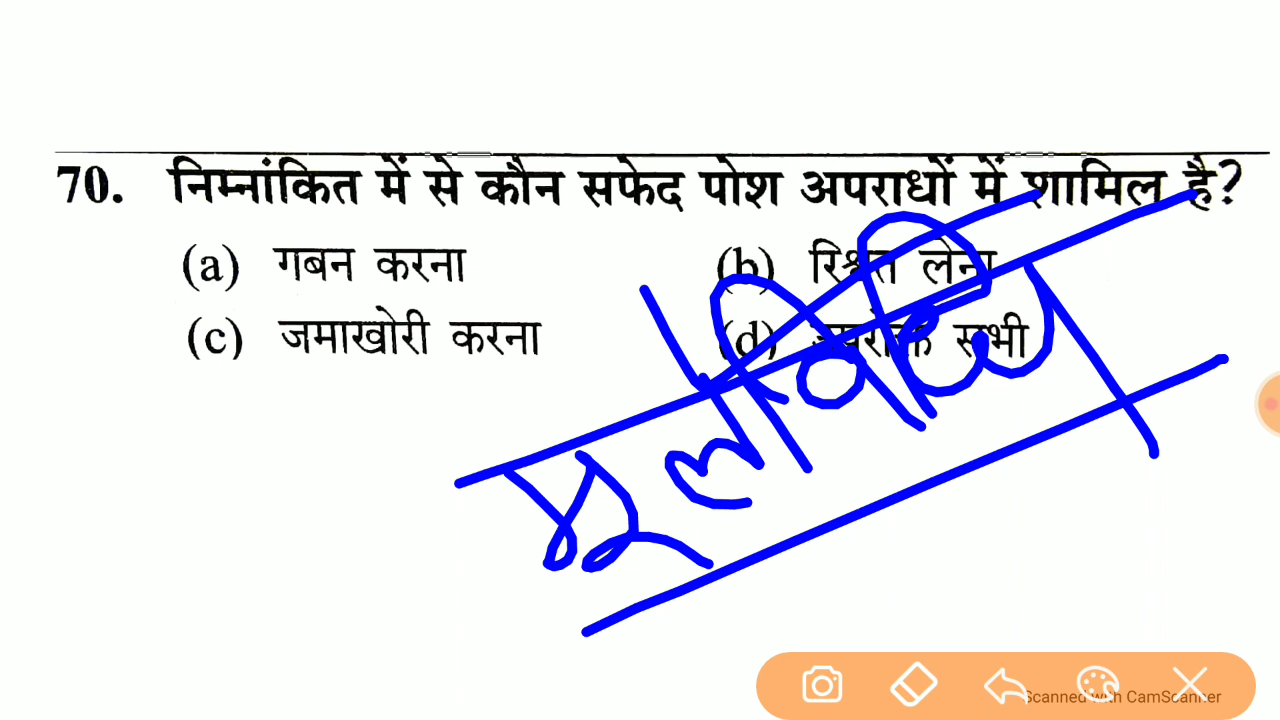 70. निम्नांकित में से कौन सफेद पोश अपराधों में शामिल है?
(a) गबन करना (b) रिश्वत लेना
(c) जमाखोरी करना (d) उपरोक्त सभी
Scanned with CamScanner